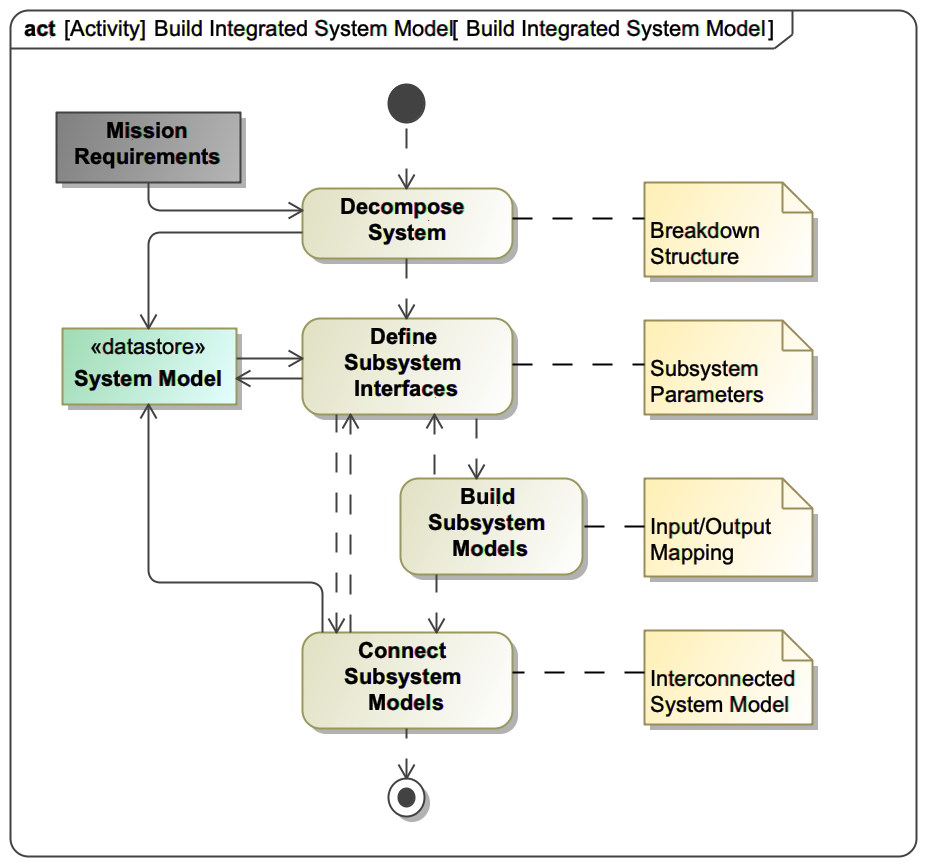 act [Activity] Build Integrated System Model[ Build Integrated System Model]
Mission
Requirements
Decompose
System
Breakdown
Structure
«datastore»
System Model
Define
Subsystem
Interfaces
Subsystem
Parameters
Build
Subsystem
Models
Input/Output
Mapping
Connect
Subsystem
Models
Interconnected
System Model